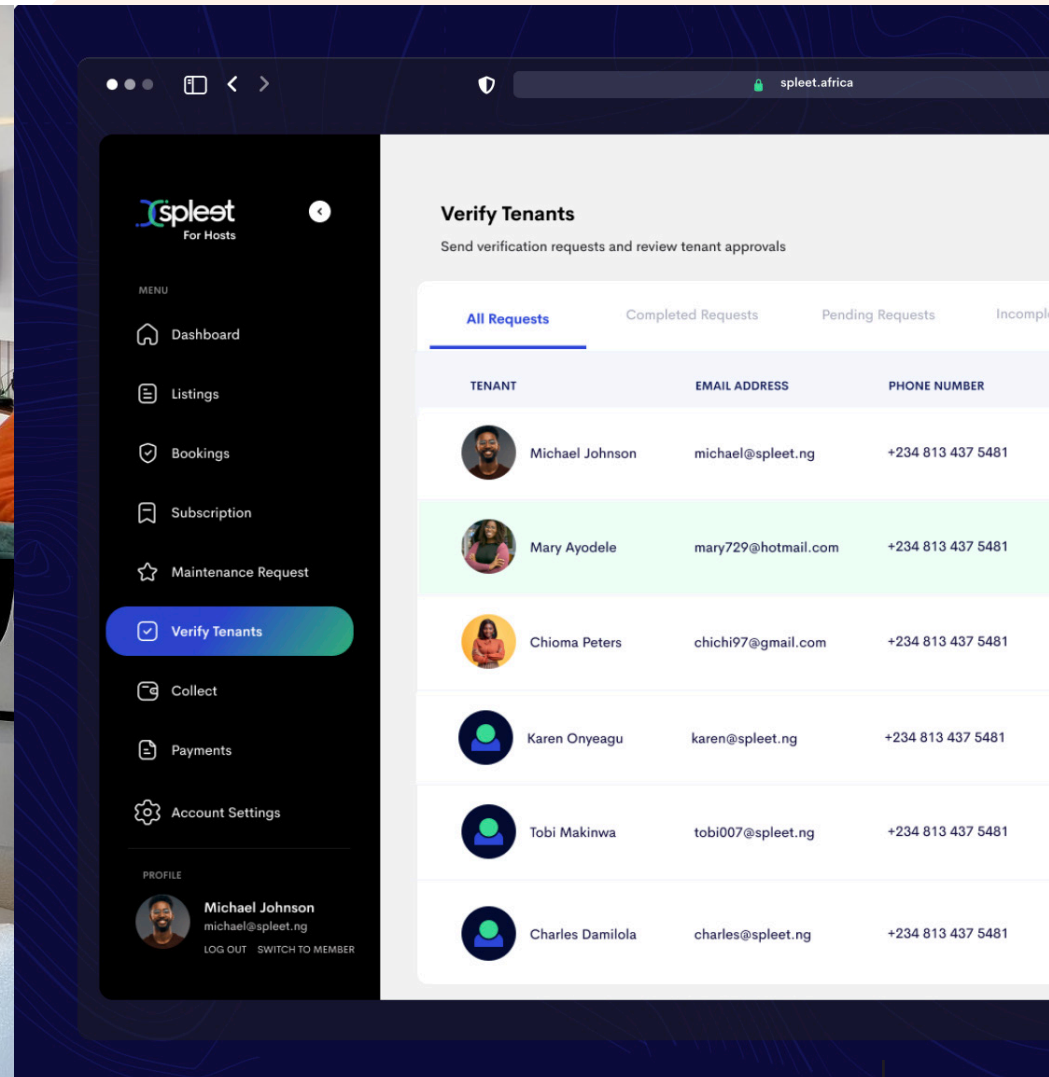 spleet.africa
spleet
For Hosts
MENU
Dashboard
Listings
Bookings
Subscription
Maintenance Request
Verify Tenants
Collect
Payments
Account Settings
PROFILE
Michael Johnson
michael@spleet.ng
LOG OUT SWITCH TO MEMBER
Verify Tenants
Send verification requests and review tenant approvals
All Requests Completed Requests Pending Requests Incomple
TENANT EMAIL ADDRESS PHONE NUMBER
Michael Johnson michael@spleet.ng +234 813 437 5481
Mary Ayodele mary729@hotmail.com +234 813 437 5481
Chioma Peters chichi97@gmail.com +234 813 437 5481
Karen Onyeagu karen@spleet.ng +234 813 437 5481
Tobi Makinwa tobi007@spleet.ng +234 813 437 5481
Charles Damilola charles@spleet.ng +234 813 437 5481